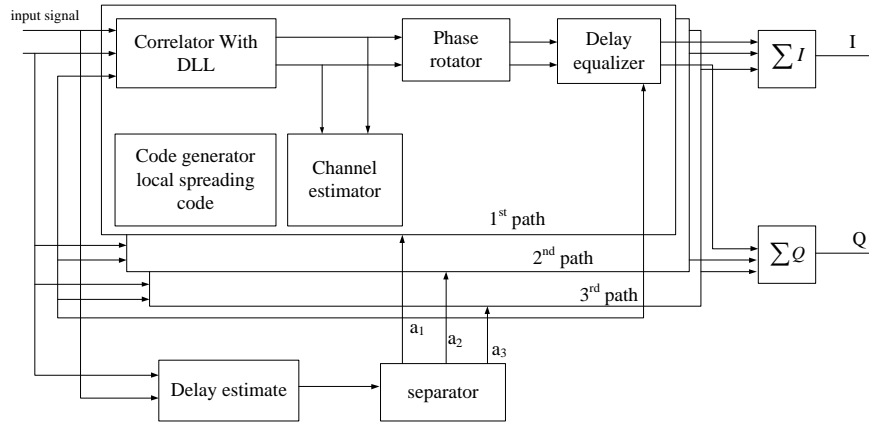 input signal
Correlator With
DLL
Phase
rotator
Delay
equalizer
∑ I
I
Code generator
local spreading
code
Channel
estimator
1st path
2nd path
3rd path
∑ Q
Q
a1
a2
a3
Delay estimate
separator